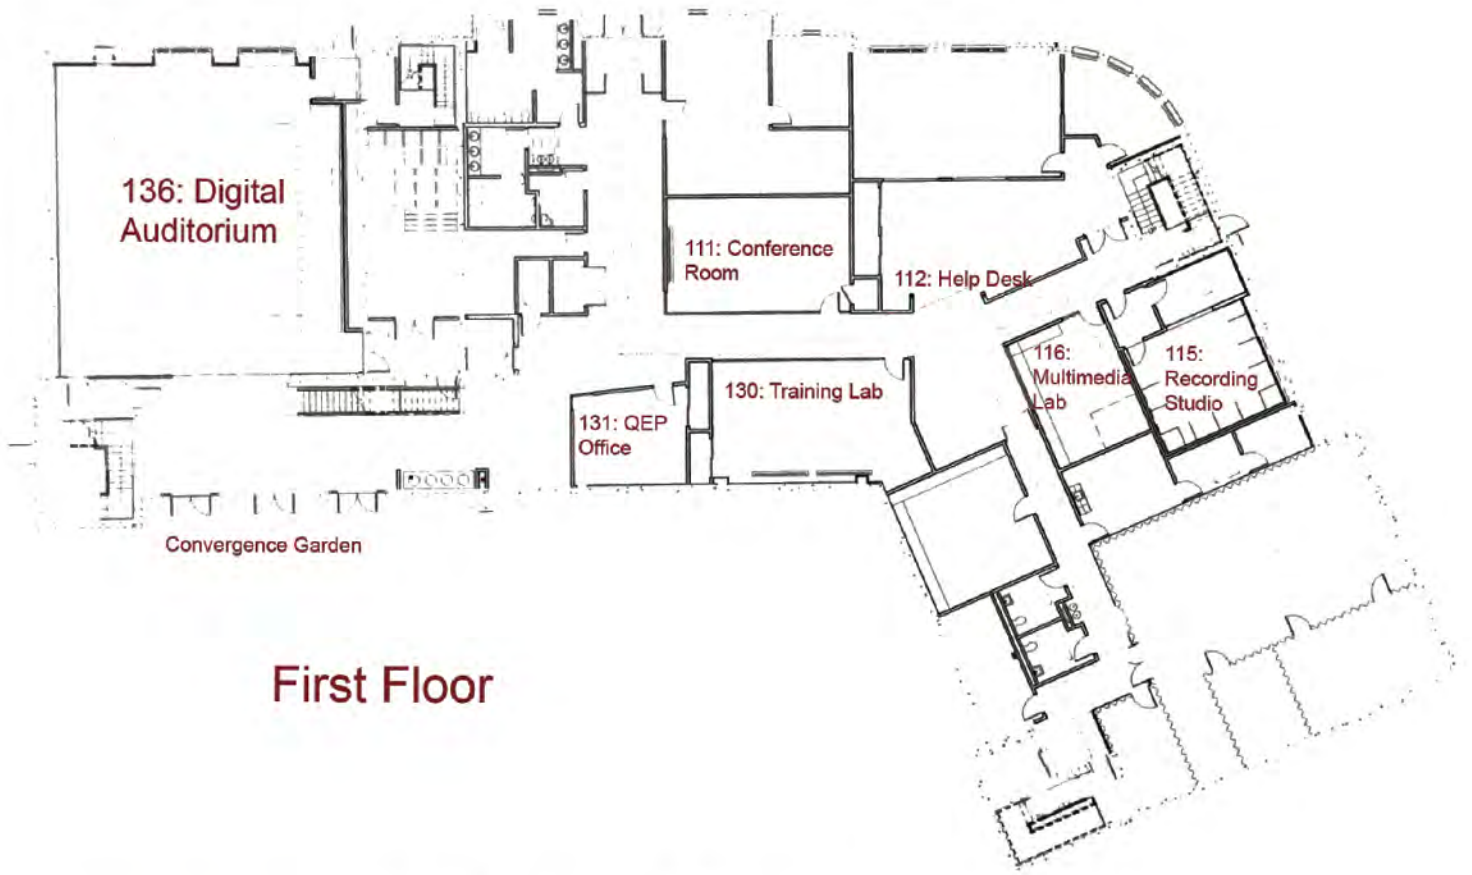 136: Digital
Auditorium
111: Conference
Room
112: Help Desk
116:
Multimedia
Lab
115:
Recording
Studio
130: Training Lab
131: QEP
Office
Convergence Garden
First Floor